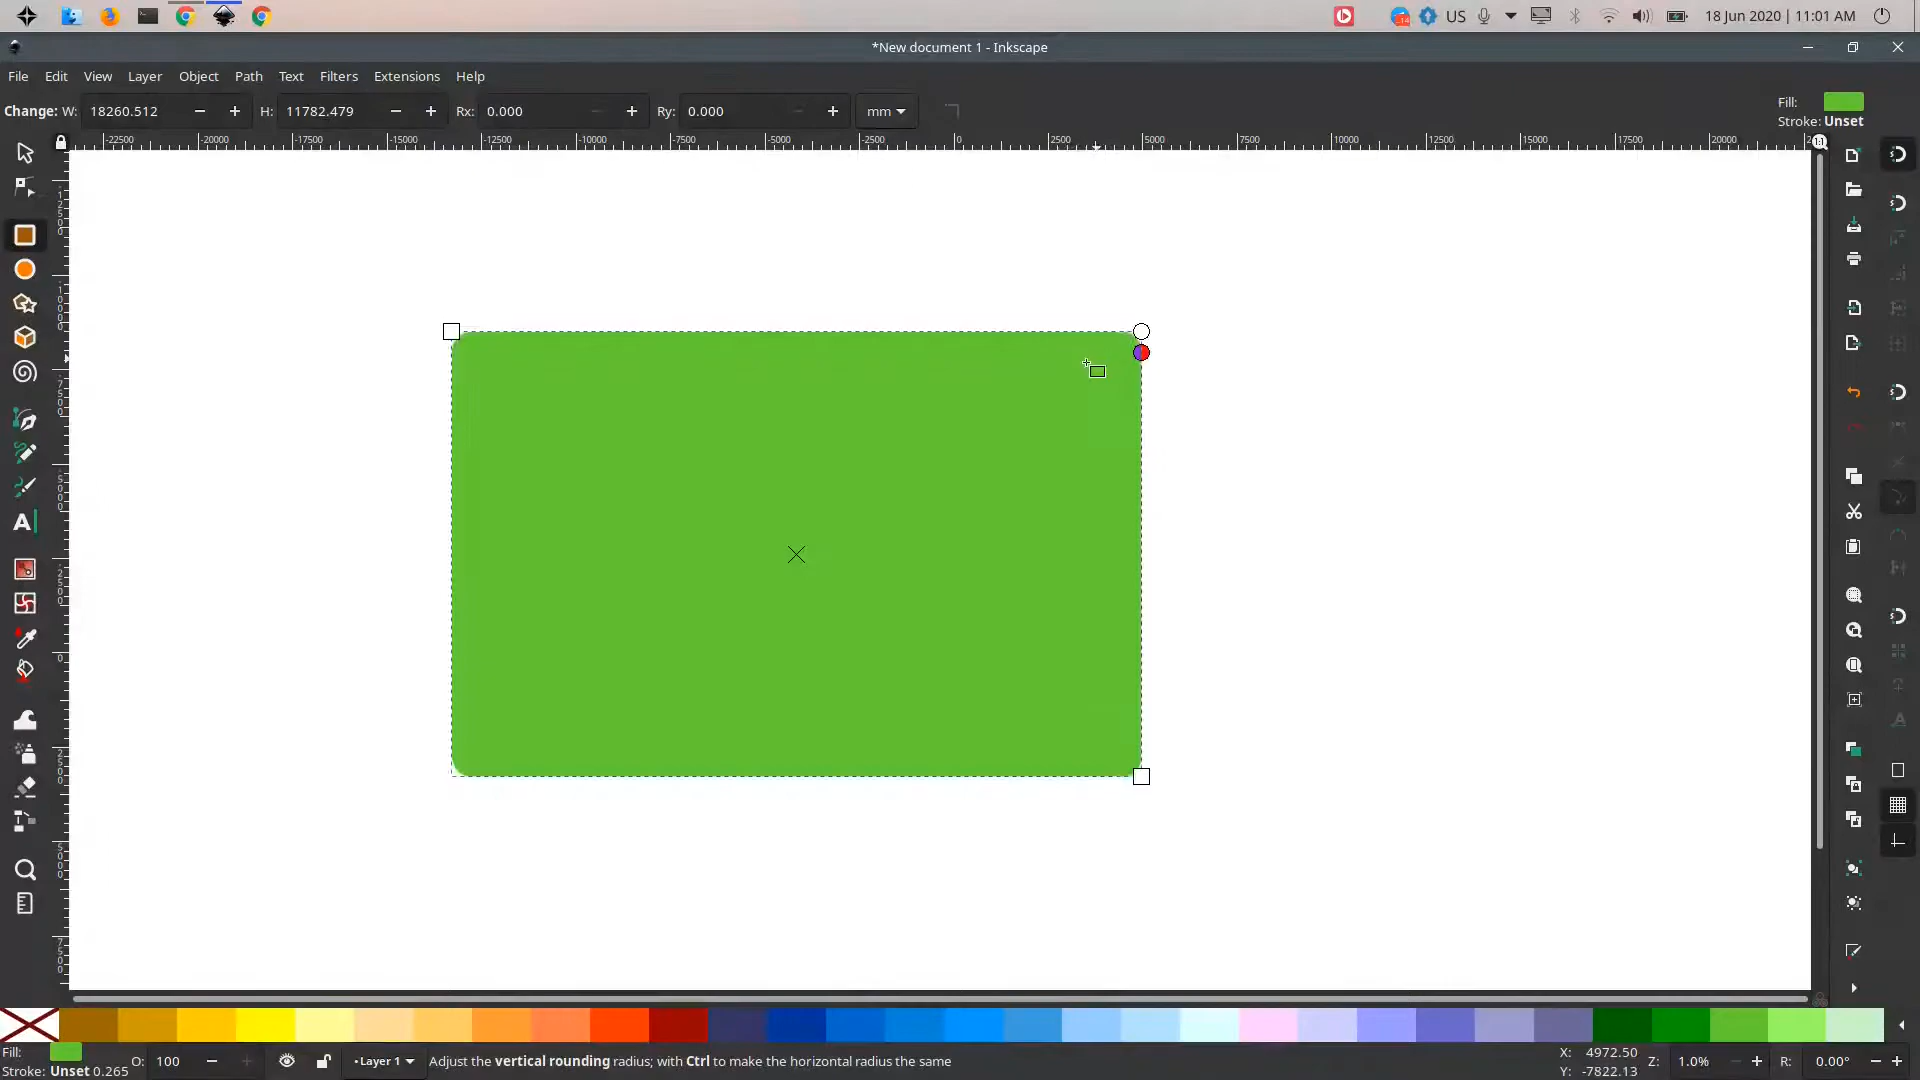 14 US 18 Jun 2020 | 11:01 AM
*New document 1 - Inkscape
File Edit View Layer Object Path Text Filters Extensions Help
Change: W: 18260.512 H: 11782.479 Rx: 0.000 Ry: 0.000 mm
Fill:
Stroke: Unset
-22500 -20000 -17500 -15000 -12500 -10000 -7500 -5000 -2500 0 2500 5000 7500 10000 12500 15000 17500 20000
1:1
A
Fill:
Stroke: Unset 0.265
O: 100
•Layer 1
Adjust the vertical rounding radius; with Ctrl to make the horizontal radius the same
X: 4972.50
Y: -7822.13
Z: 1.0%
R: 0.00°